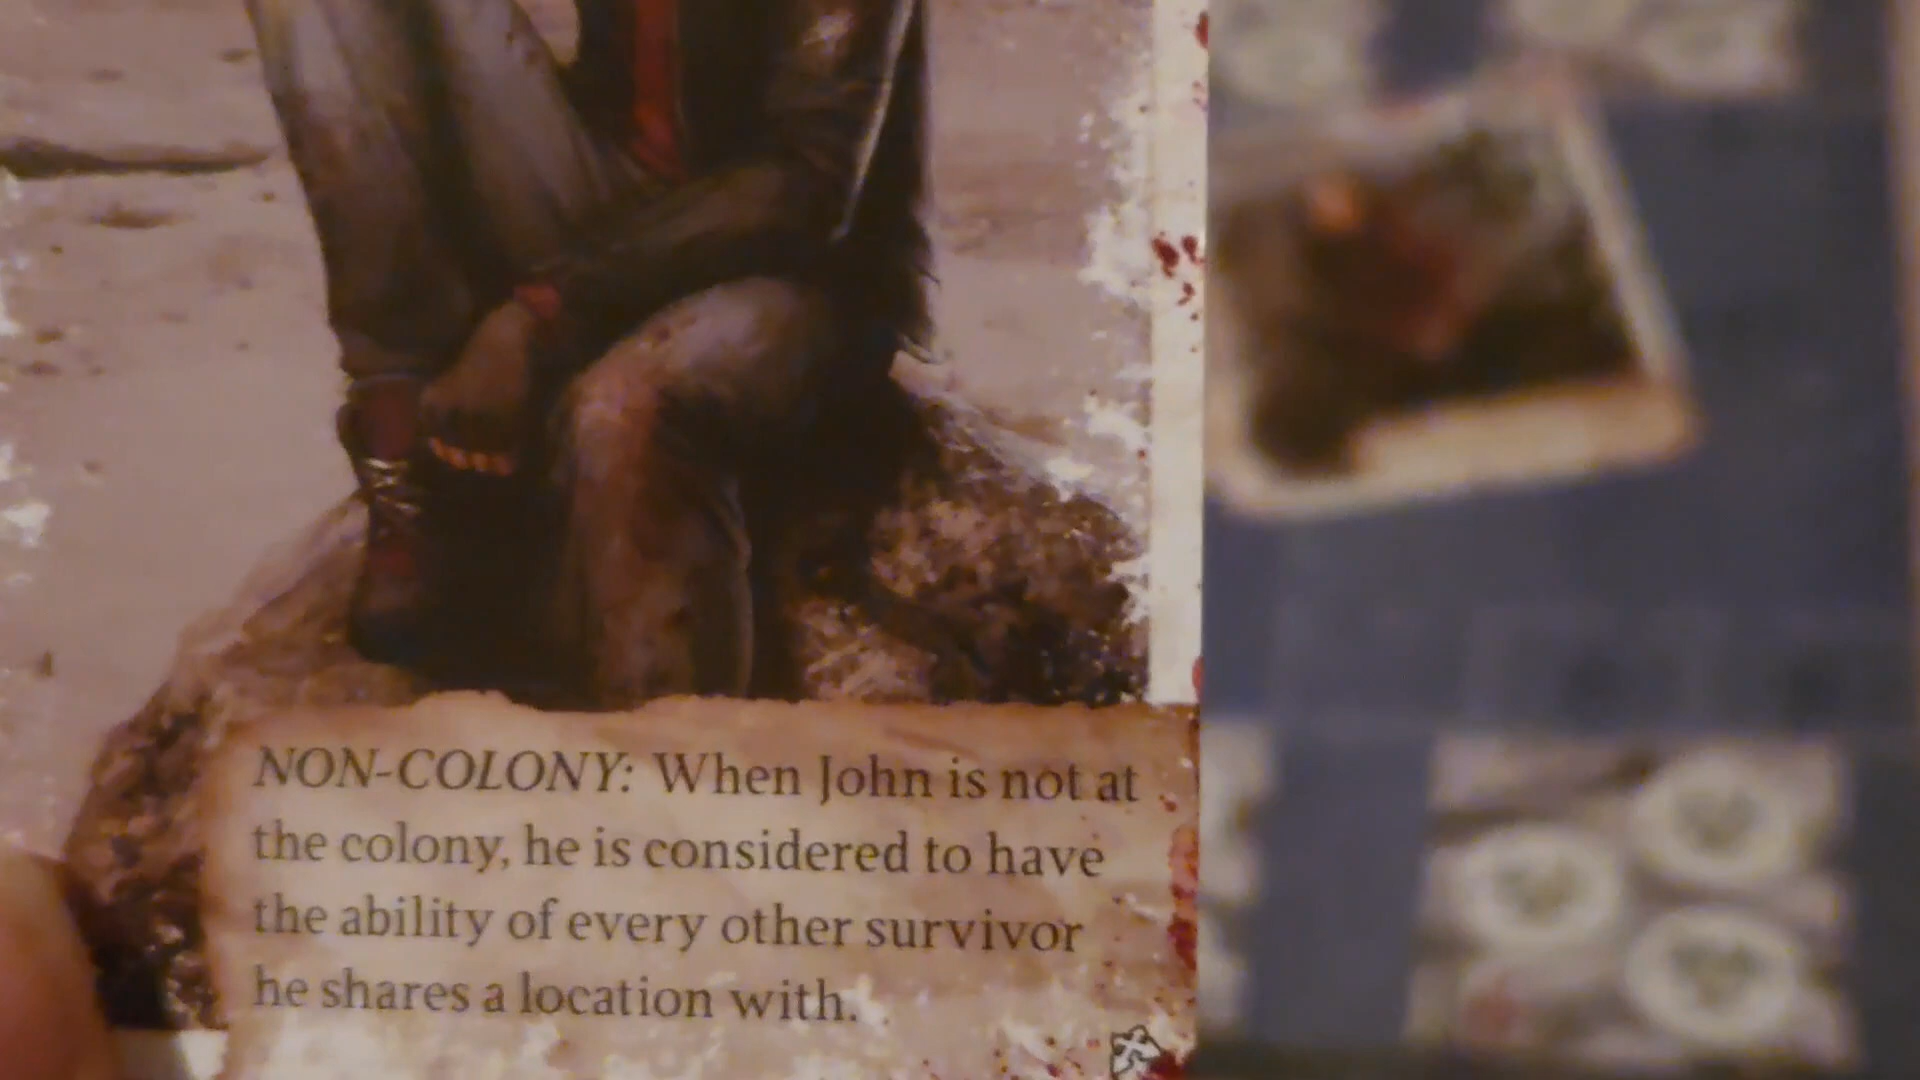 NON-COLONY: When John is not at
the colony, he is considered to have
the ability of every other survivor
he shares a location with.